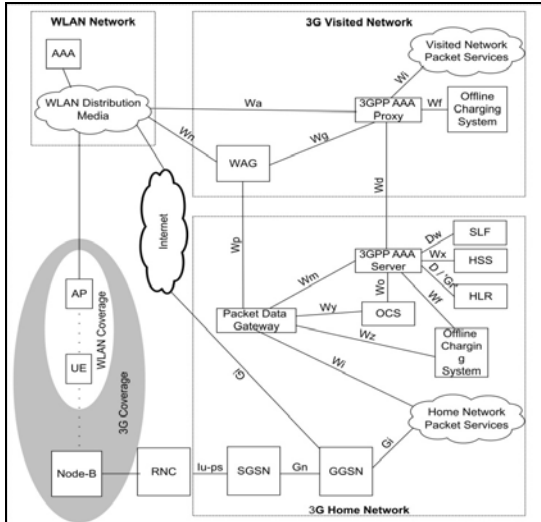 WLAN Network
AAA
WLAN Distribution
Media
3G Visited Network
Visited Network
Packet Services
Wi
Wa
3GPP AAA
Proxy
Wf
Offline
Charging
System
Wn
WAG
Wg
Wd
Internet
Wp
3GPP AAA
Server
Dw
SLF
Wx
HSS
D / 'Gr'
HLR
Wm
Wo
Wf
Packet Data
Gateway
Wy
OCS
Wz
Offline
Chargin
g
System
Wi
AP
WLAN Coverage
UE
3G Coverage
Gi
Home Network
Packet Services
Gi
Node-B
RNC
Iu-ps
SGSN
Gn
GGSN
3G Home Network